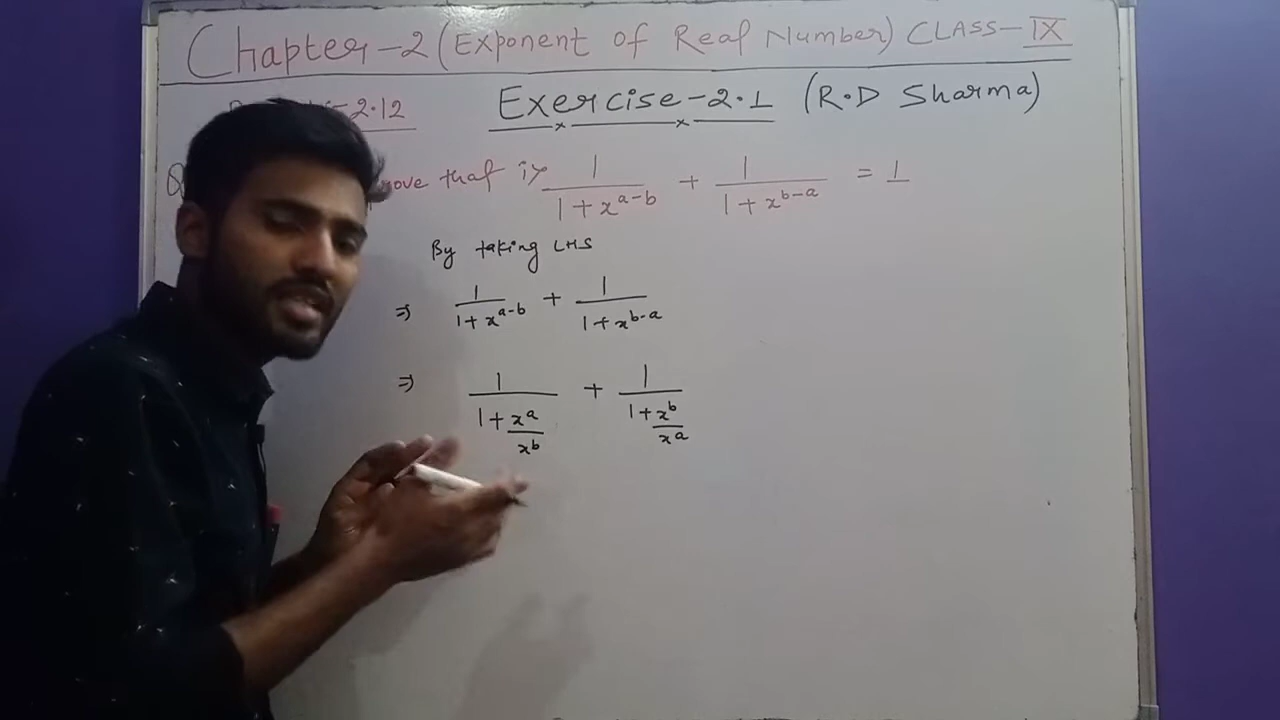 Chapter-2 (Exponent of Real Number) CLASS-IX
-2.12 Exercise-2.1 (R.D Sharma)
that i> 1/(1+x^(a-b)) + 1/(1+x^(b-a)) = 1
By taking LHS
⇒ 1/(1+x^(a-b)) + 1/(1+x^(b-a))
⇒ 1/(1+x^a/x^b) + 1/(1+x^b/x^a)